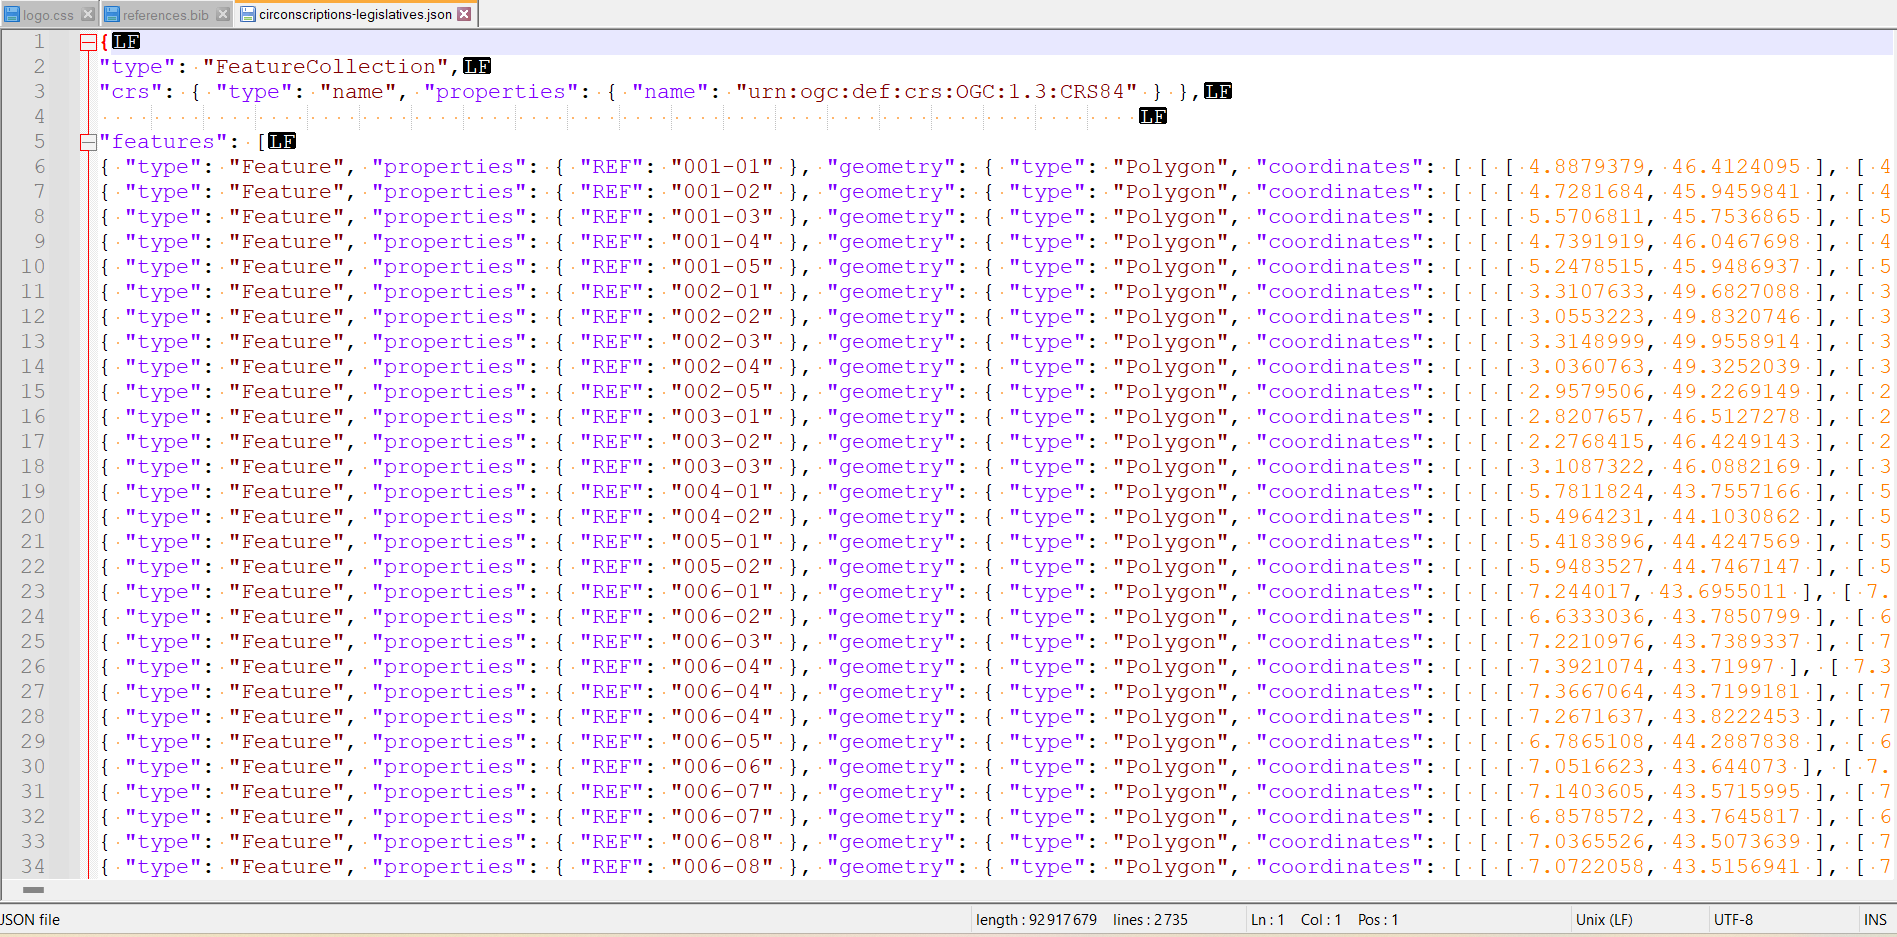 logo.css references.bib circonscriptions-legislatives.json
1 { LF
2 "type": "FeatureCollection", LF
3 "crs": { "type": "name", "properties": { "name": "urn:ogc:def:crs:OGC:1.3:CRS84" } }, LF
4 LF
5 "features": [ LF
6 { "type": "Feature", "properties": { "REF": "001-01" }, "geometry": { "type": "Polygon", "coordinates": [ [ [ 4.8879379, 46.4124095 ], [ 4
7 { "type": "Feature", "properties": { "REF": "001-02" }, "geometry": { "type": "Polygon", "coordinates": [ [ [ 4.7281684, 45.9459841 ], [ 4
8 { "type": "Feature", "properties": { "REF": "001-03" }, "geometry": { "type": "Polygon", "coordinates": [ [ [ 5.5706811, 45.7536865 ], [ 5
9 { "type": "Feature", "properties": { "REF": "001-04" }, "geometry": { "type": "Polygon", "coordinates": [ [ [ 4.7391919, 46.0467698 ], [ 4
10 { "type": "Feature", "properties": { "REF": "001-05" }, "geometry": { "type": "Polygon", "coordinates": [ [ [ 5.2478515, 45.9486937 ], [ 5
11 { "type": "Feature", "properties": { "REF": "002-01" }, "geometry": { "type": "Polygon", "coordinates": [ [ [ 3.3107633, 49.6827088 ], [ 3
12 { "type": "Feature", "properties": { "REF": "002-02" }, "geometry": { "type": "Polygon", "coordinates": [ [ [ 3.0553223, 49.8320746 ], [ 3
13 { "type": "Feature", "properties": { "REF": "002-03" }, "geometry": { "type": "Polygon", "coordinates": [ [ [ 3.3148999, 49.9558914 ], [ 3
14 { "type": "Feature", "properties": { "REF": "002-04" }, "geometry": { "type": "Polygon", "coordinates": [ [ [ 3.0360763, 49.3252039 ], [ 3
15 { "type": "Feature", "properties": { "REF": "002-05" }, "geometry": { "type": "Polygon", "coordinates": [ [ [ 2.9579506, 49.2269149 ], [ 2
16 { "type": "Feature", "properties": { "REF": "003-01" }, "geometry": { "type": "Polygon", "coordinates": [ [ [ 2.8207657, 46.5127278 ], [ 2
17 { "type": "Feature", "properties": { "REF": "003-02" }, "geometry": { "type": "Polygon", "coordinates": [ [ [ 2.2768415, 46.4249143 ], [ 2
18 { "type": "Feature", "properties": { "REF": "003-03" }, "geometry": { "type": "Polygon", "coordinates": [ [ [ 3.1087322, 46.0882169 ], [ 3
19 { "type": "Feature", "properties": { "REF": "004-01" }, "geometry": { "type": "Polygon", "coordinates": [ [ [ 5.7811824, 43.7557166 ], [ 5
20 { "type": "Feature", "properties": { "REF": "004-02" }, "geometry": { "type": "Polygon", "coordinates": [ [ [ 5.4964231, 44.1030862 ], [ 5
21 { "type": "Feature", "properties": { "REF": "005-01" }, "geometry": { "type": "Polygon", "coordinates": [ [ [ 5.4183896, 44.4247569 ], [ 5
22 { "type": "Feature", "properties": { "REF": "005-02" }, "geometry": { "type": "Polygon", "coordinates": [ [ [ 5.9483527, 44.7467147 ], [ 5
23 { "type": "Feature", "properties": { "REF": "006-01" }, "geometry": { "type": "Polygon", "coordinates": [ [ [ 7.244017, 43.6955011 ], [ 7.
24 { "type": "Feature", "properties": { "REF": "006-02" }, "geometry": { "type": "Polygon", "coordinates": [ [ [ 6.6333036, 43.7850799 ], [ 6
25 { "type": "Feature", "properties": { "REF": "006-03" }, "geometry": { "type": "Polygon", "coordinates": [ [ [ 7.2210976, 43.7389337 ], [ 7
26 { "type": "Feature", "properties": { "REF": "006-04" }, "geometry": { "type": "Polygon", "coordinates": [ [ [ 7.3921074, 43.71997 ], [ 7.3
27 { "type": "Feature", "properties": { "REF": "006-04" }, "geometry": { "type": "Polygon", "coordinates": [ [ [ 7.3667064, 43.7199181 ], [ 7
28 { "type": "Feature", "properties": { "REF": "006-04" }, "geometry": { "type": "Polygon", "coordinates": [ [ [ 7.2671637, 43.8222453 ], [ 7
29 { "type": "Feature", "properties": { "REF": "006-05" }, "geometry": { "type": "Polygon", "coordinates": [ [ [ 6.7865108, 44.2887838 ], [ 6
30 { "type": "Feature", "properties": { "REF": "006-06" }, "geometry": { "type": "Polygon", "coordinates": [ [ [ 7.0516623, 43.644073 ], [ 7.
31 { "type": "Feature", "properties": { "REF": "006-07" }, "geometry": { "type": "Polygon", "coordinates": [ [ [ 7.1403605, 43.5715995 ], [ 7
32 { "type": "Feature", "properties": { "REF": "006-07" }, "geometry": { "type": "Polygon", "coordinates": [ [ [ 6.8578572, 43.7645817 ], [ 6
33 { "type": "Feature", "properties": { "REF": "006-08" }, "geometry": { "type": "Polygon", "coordinates": [ [ [ 7.0365526, 43.5073639 ], [ 7
34 { "type": "Feature", "properties": { "REF": "006-08" }, "geometry": { "type": "Polygon", "coordinates": [ [ [ 7.0722058, 43.5156941 ], [ 7
JSON file length : 92 917 679 lines : 2 735 Ln : 1 Col : 1 Pos : 1 Unix (LF) UTF-8 INS